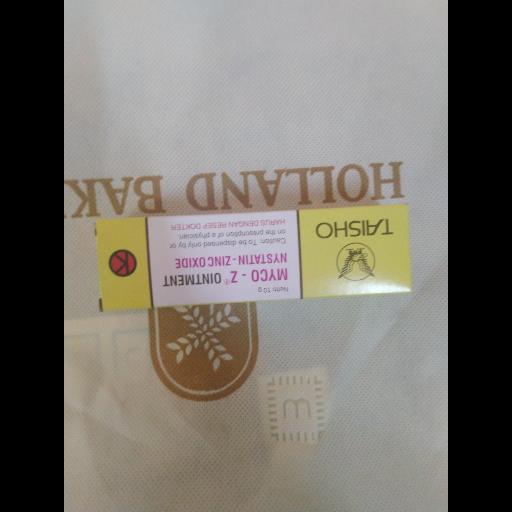 HOLLAND BAK
TAISHO
Netto 10 g
MYCO - Z® OINTMENT
NYSTATIN - ZINC OXIDE
Caution: To be dispensed only by or
on the prescription of a physician.
HARUS DENGAN RESEP DOKTER
K